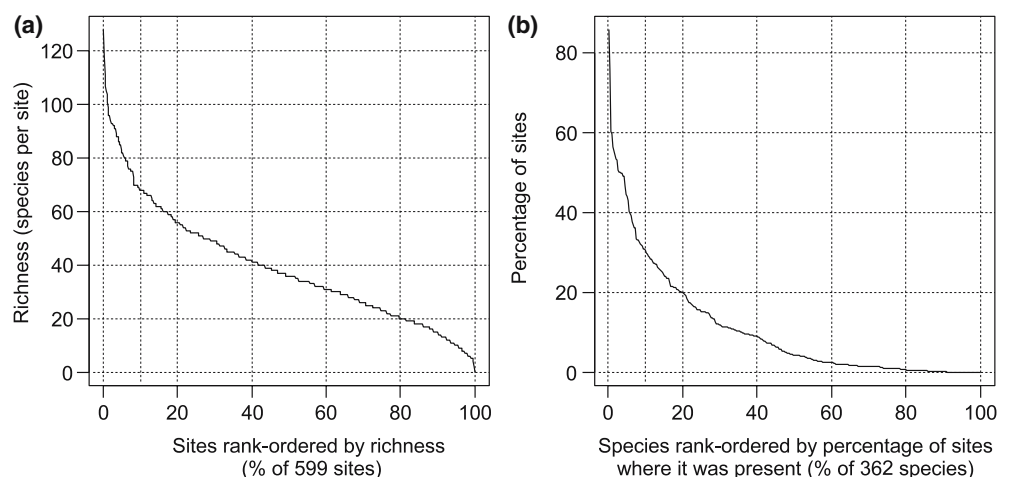 (a)
Richness (species per site)
120
100
80
60
40
20
0
0 20 40 60 80 100
Sites rank-ordered by richness
(% of 599 sites)
(b)
Percentage of sites
80
60
40
20
0
0 20 40 60 80 100
Species rank-ordered by percentage of sites
where it was present (% of 362 species)